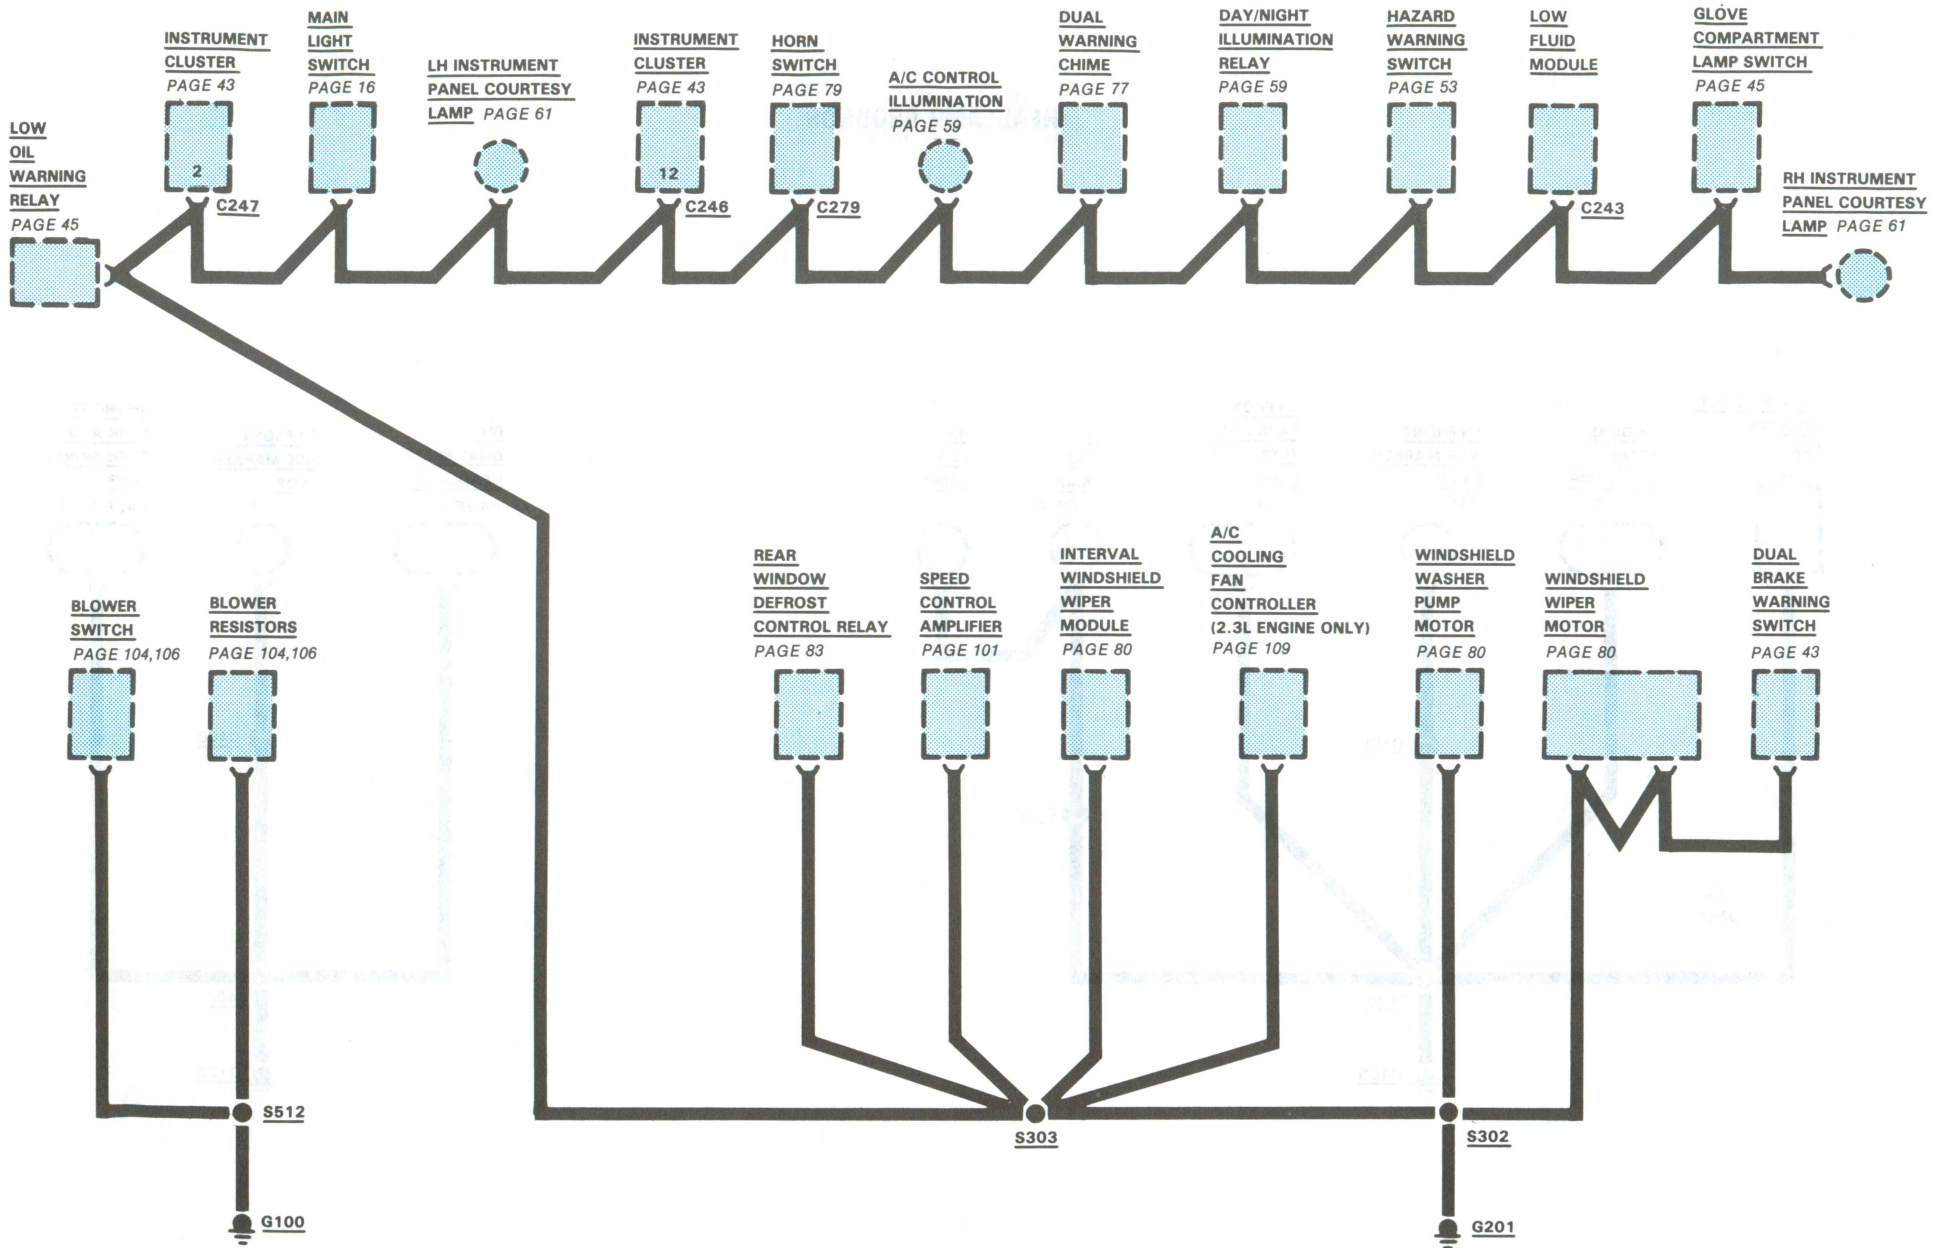 INSTRUMENT
CLUSTER
PAGE 43
2
C247
MAIN
LIGHT
SWITCH
PAGE 16
LH INSTRUMENT
PANEL COURTESY
LAMP PAGE 61
INSTRUMENT
CLUSTER
PAGE 43
12
C246
HORN
SWITCH
PAGE 79
C279
A/C CONTROL
ILLUMINATION
PAGE 59
DUAL
WARNING
CHIME
PAGE 77
DAY/NIGHT
ILLUMINATION
RELAY
PAGE 59
HAZARD
WARNING
SWITCH
PAGE 53
LOW
FLUID
MODULE
C243
GLOVE
COMPARTMENT
LAMP SWITCH
PAGE 45
RH INSTRUMENT
PANEL COURTESY
LAMP PAGE 61
LOW
OIL
WARNING
RELAY
PAGE 45
BLOWER
SWITCH
PAGE 104,106
BLOWER
RESISTORS
PAGE 104,106
REAR
WINDOW
DEFROST
CONTROL RELAY
PAGE 83
SPEED
CONTROL
AMPLIFIER
PAGE 101
INTERVAL
WINDSHIELD
WIPER
MODULE
PAGE 80
A/C
COOLING
FAN
CONTROLLER
(2.3L ENGINE ONLY)
PAGE 109
WINDSHIELD
WASHER
PUMP
MOTOR
PAGE 80
WINDSHIELD
WIPER
MOTOR
PAGE 80
DUAL
BRAKE
WARNING
SWITCH
PAGE 43
S512
S303
S302
G100
G201